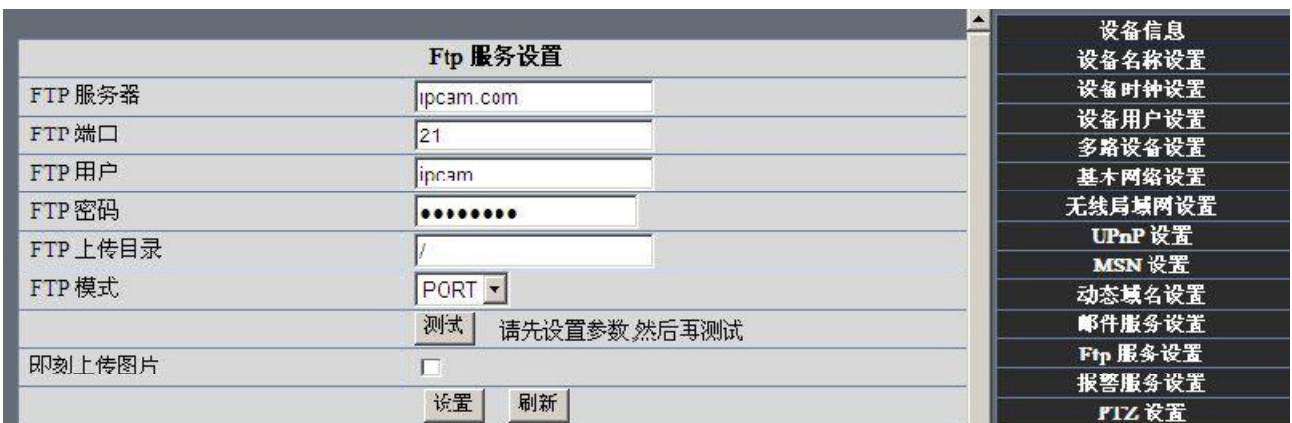 Ftp 服务设置
FTP 服务器 ipcam.com
FTP 端口 21
FTP 用户 ipcam
FTP 密码 ●●●●●●●●
FTP 上传目录 /
FTP 模式 PORT
测试 请先设置参数,然后再测试
即刻上传图片
设置 刷新
设备信息
设备名称设置
设备时钟设置
设备用户设置
多路设备设置
基本网络设置
无线局域网设置
UPnP 设置
MSN 设置
动态域名设置
邮件服务设置
Ftp 服务设置
报警服务设置
PTZ 设置